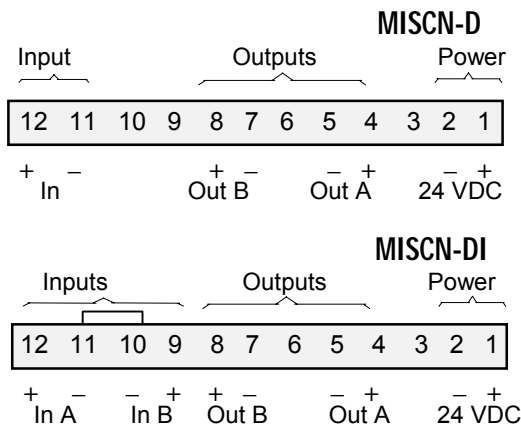 MISCN-D
Input Outputs Power
12 11 10 9 8 7 6 5 4 3 2 1
+ − + − − + − +
In Out B Out A 24 VDC
MISCN-DI
Inputs Outputs Power
12 11 10 9 8 7 6 5 4 3 2 1
+ − − + + − − + − +
In A In B Out B Out A 24 VDC